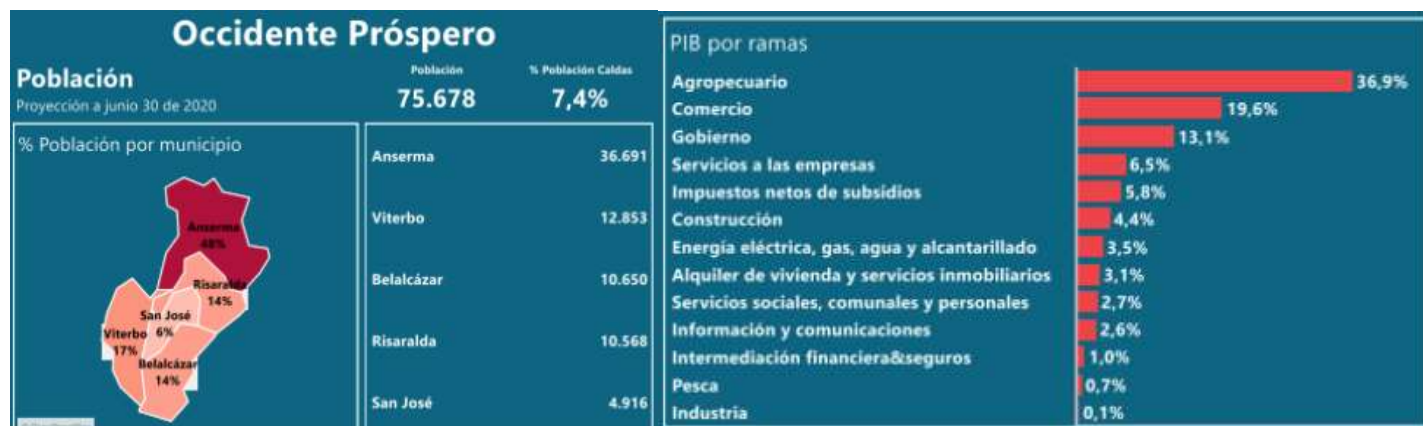 Occidente Próspero
Población
Proyección a junio 30 de 2020
Población
75.678
% Población Caldas
7,4%
% Población por municipio
Anserma
48%
Risaralda
14%
San José
6%
Viterbo
17%
Belalcázar
14%
Anserma 36.691
Viterbo 12.853
Belalcázar 10.650
Risaralda 10.568
San José 4.916
PIB por ramas
Agropecuario 36,9%
Comercio 19,6%
Gobierno 13,1%
Servicios a las empresas 6,5%
Impuestos netos de subsidios 5,8%
Construcción 4,4%
Energía eléctrica, gas, agua y alcantarillado 3,5%
Alquiler de vivienda y servicios inmobiliarios 3,1%
Servicios sociales, comunales y personales 2,7%
Información y comunicaciones 2,6%
Intermediación financiera&seguros 1,0%
Pesca 0,7%
Industria 0,1%